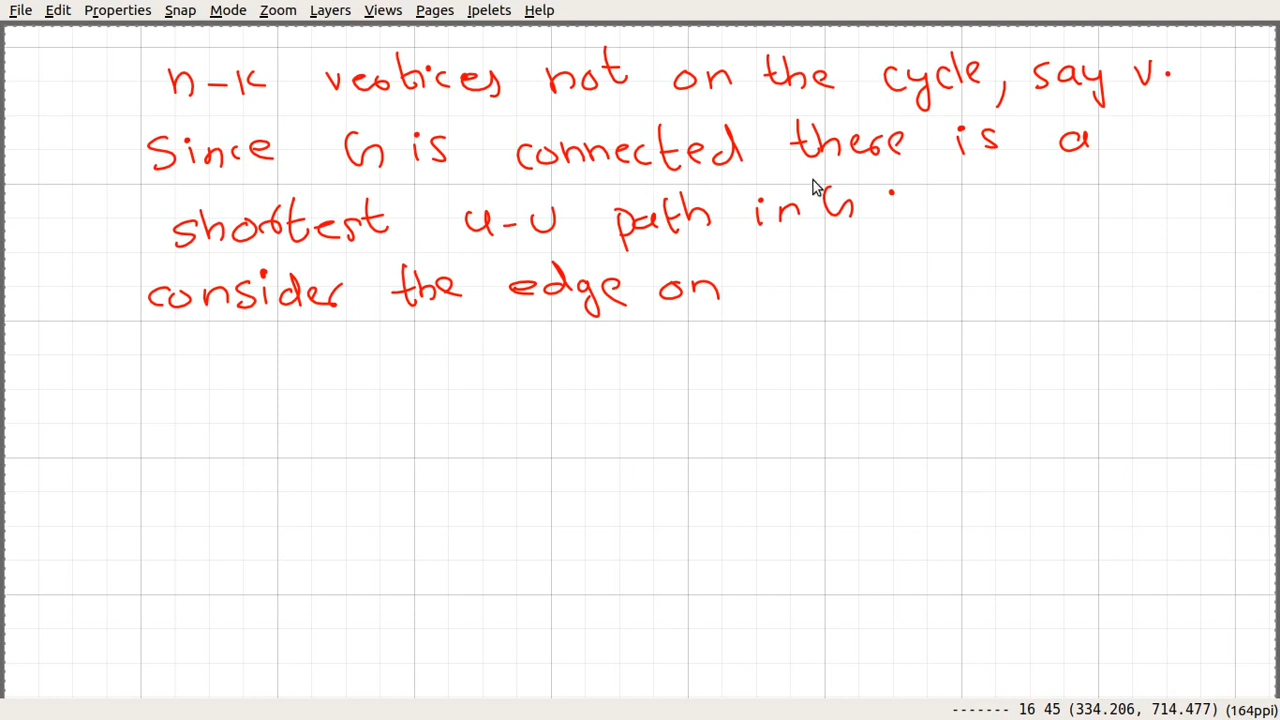 File Edit Properties Snap Mode Zoom Layers Views Pages Ipelets Help
n-k vertices not on the cycle, say v.
Since G is connected there is a
shortest u-v path in G.
consider the edge on
------- 16 45 (334.206, 714.477) (164ppi)